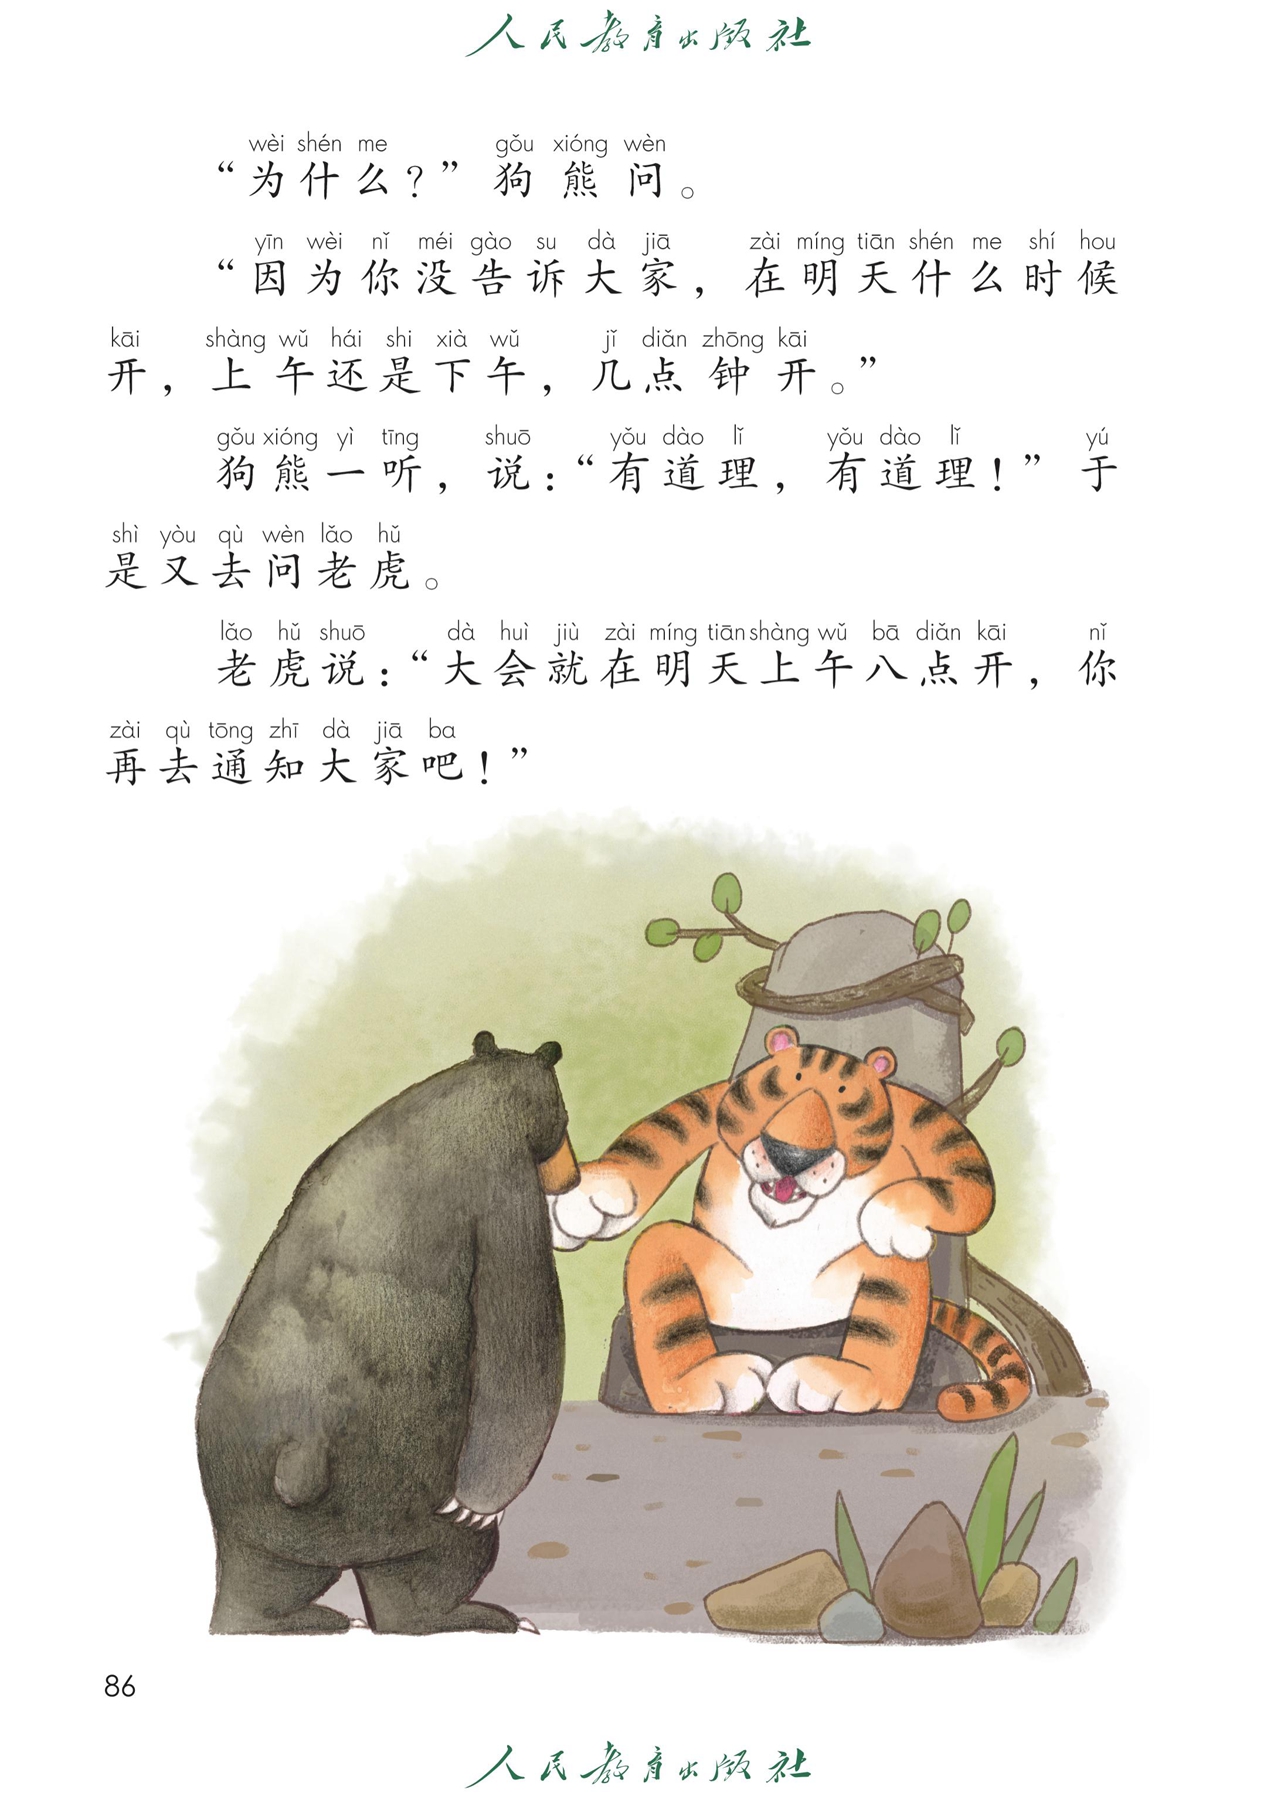 人民教育出版社
wèi shén me gǒu xióng wèn
“为什么?”狗熊问。
yīn wèi nǐ méi gào su dà jiā zài míng tiān shén me shí hou
“因为你没告诉大家，在明天什么时候
kāi shàng wǔ hái shi xià wǔ jǐ diǎn zhōng kāi
开，上午还是下午，几点钟开。”
gǒu xióng yì tīng shuō yǒu dào lǐ yǒu dào lǐ yú
狗熊一听，说：“有道理，有道理！”于
shì yòu qù wèn lǎo hǔ
是又去问老虎。
lǎo hǔ shuō dà huì jiù zài míng tiān shàng wǔ bā diǎn kāi nǐ
老虎说：“大会就在明天上午八点开，你
zài qù tōng zhī dà jiā ba
再去通知大家吧！”
86
人民教育出版社